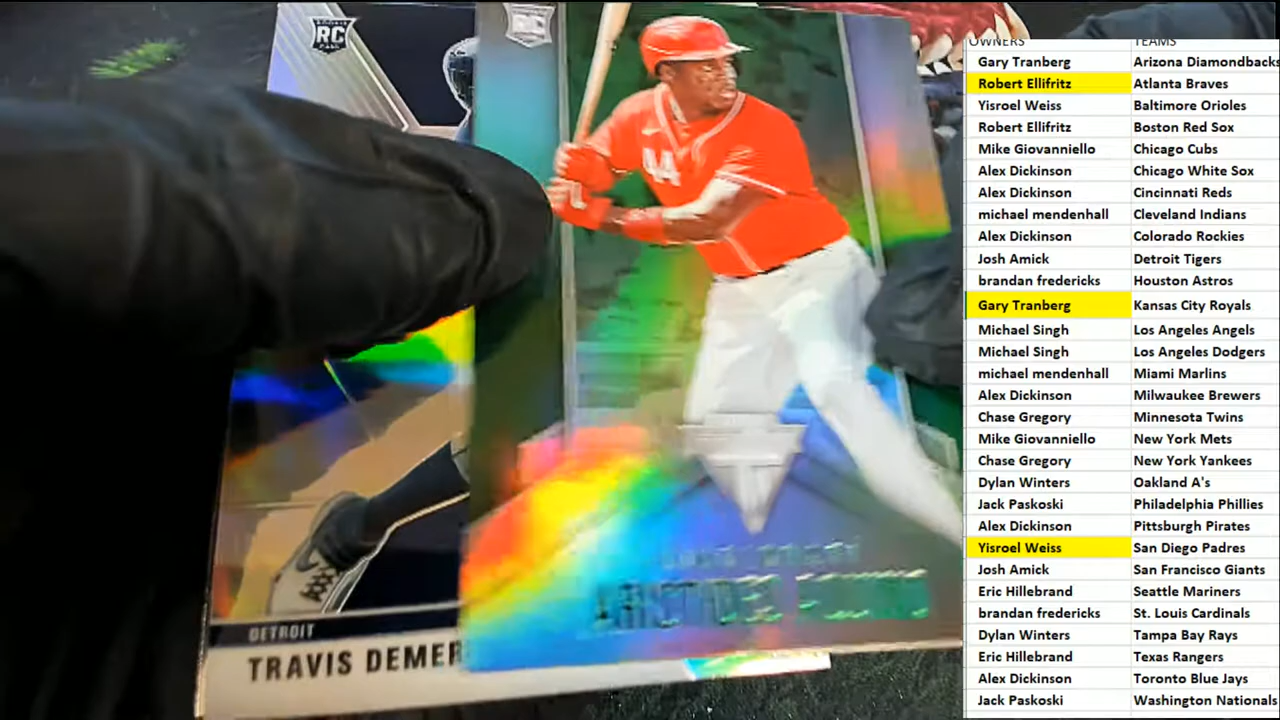 RC
RC
44
DETROIT
TRAVIS DEMER
ARISTIDES AQUINO
OWNERS TEAMS
Gary Tranberg Arizona Diamondbacks
Robert Ellifritz Atlanta Braves
Yisroel Weiss Baltimore Orioles
Robert Ellifritz Boston Red Sox
Mike Giovanniello Chicago Cubs
Alex Dickinson Chicago White Sox
Alex Dickinson Cincinnati Reds
michael mendenhall Cleveland Indians
Alex Dickinson Colorado Rockies
Josh Amick Detroit Tigers
brandan fredericks Houston Astros
Gary Tranberg Kansas City Royals
Michael Singh Los Angeles Angels
Michael Singh Los Angeles Dodgers
michael mendenhall Miami Marlins
Alex Dickinson Milwaukee Brewers
Chase Gregory Minnesota Twins
Mike Giovanniello New York Mets
Chase Gregory New York Yankees
Dylan Winters Oakland A's
Jack Paskoski Philadelphia Phillies
Alex Dickinson Pittsburgh Pirates
Yisroel Weiss San Diego Padres
Josh Amick San Francisco Giants
Eric Hillebrand Seattle Mariners
brandan fredericks St. Louis Cardinals
Dylan Winters Tampa Bay Rays
Eric Hillebrand Texas Rangers
Alex Dickinson Toronto Blue Jays
Jack Paskoski Washington Nationals